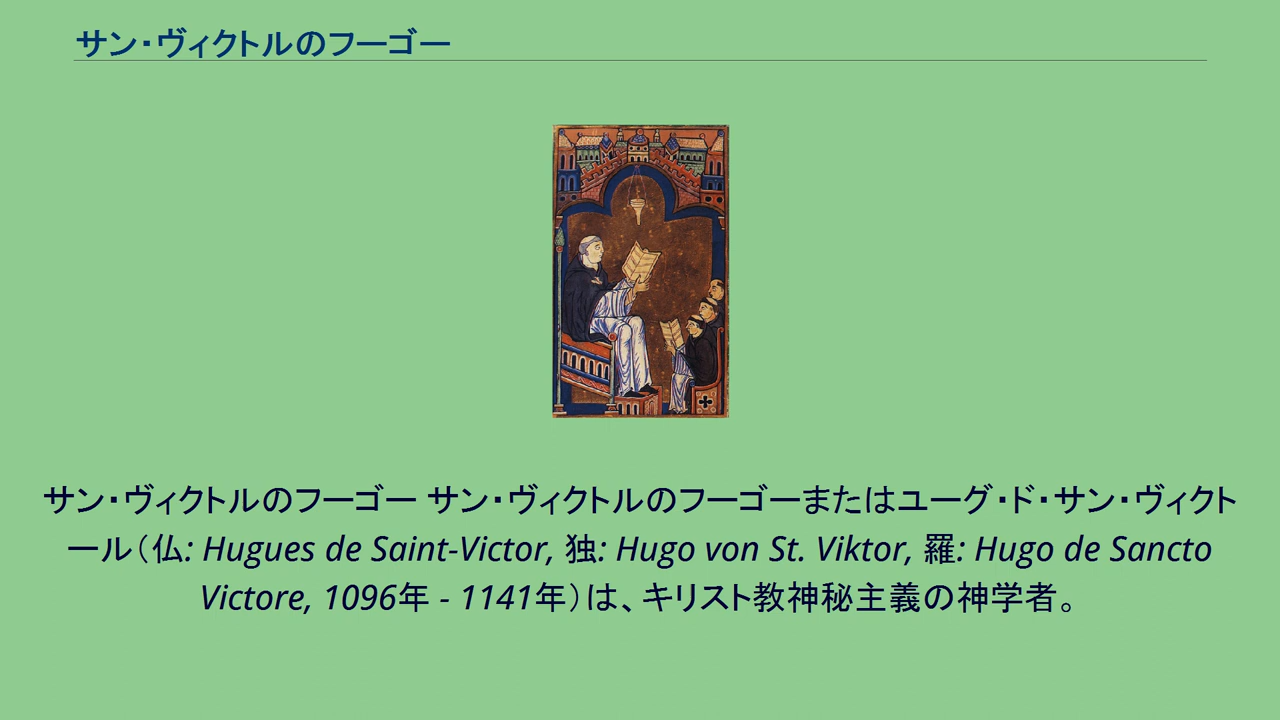 サン・ヴィクトルのフーゴー
サン・ヴィクトルのフーゴー サン・ヴィクトルのフーゴーまたはユーグ・ド・サン・ヴィクト
ール（仏: Hugues de Saint-Victor, 独: Hugo von St. Viktor, 羅: Hugo de Sancto
Victore, 1096年 - 1141年）は、キリスト教神秘主義の神学者。